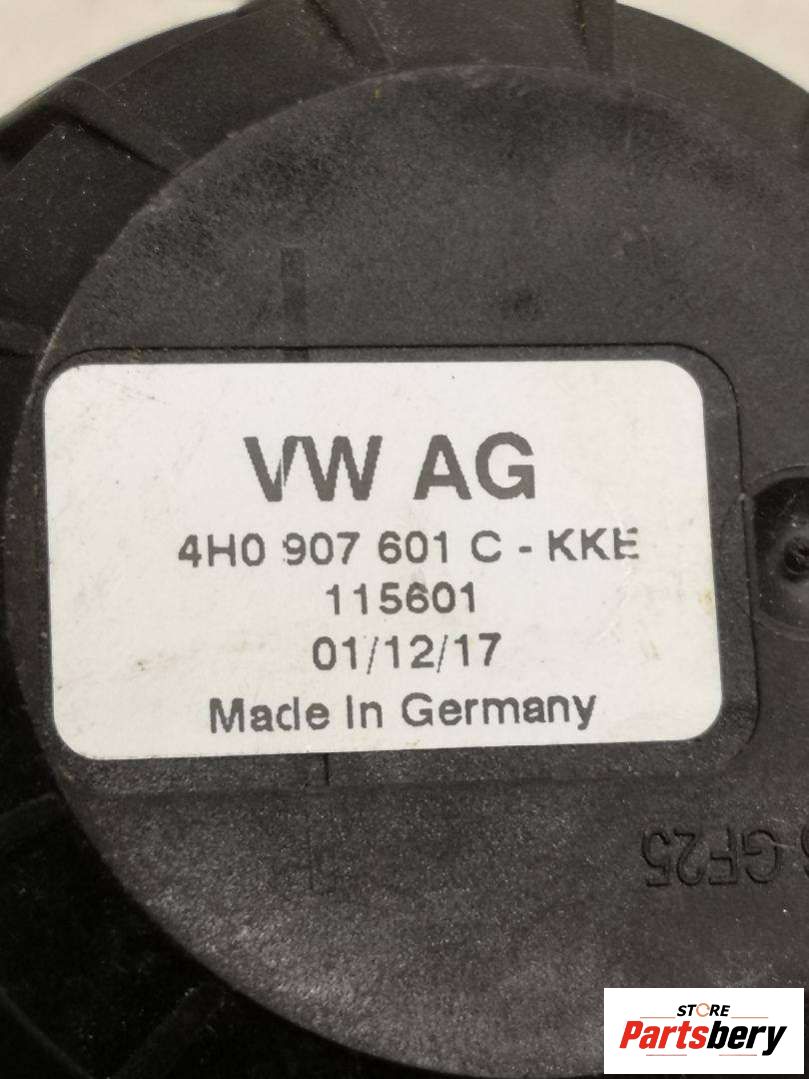 VW AG
4H0 907 601 C - KKE
115601
01/12/17
Made In Germany
GF25
STORE
Partsbery